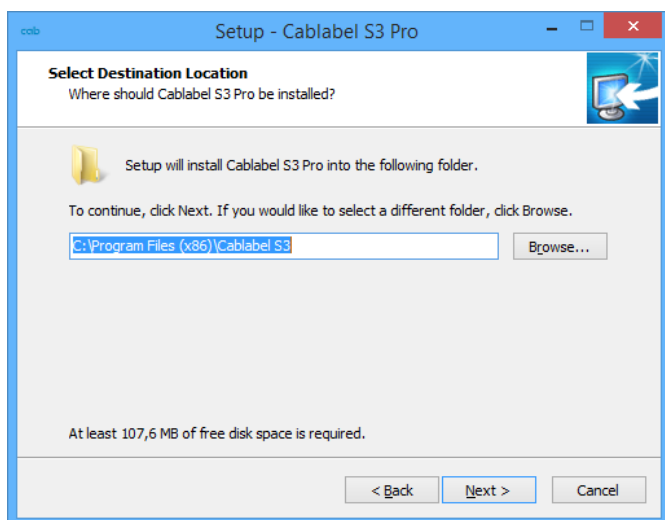 cab
Setup - Cablabel S3 Pro
Select Destination Location
Where should Cablabel S3 Pro be installed?
Setup will install Cablabel S3 Pro into the following folder.
To continue, click Next. If you would like to select a different folder, click Browse.
C:\Program Files (x86)\Cablabel S3
Browse...
At least 107,6 MB of free disk space is required.
< Back
Next >
Cancel